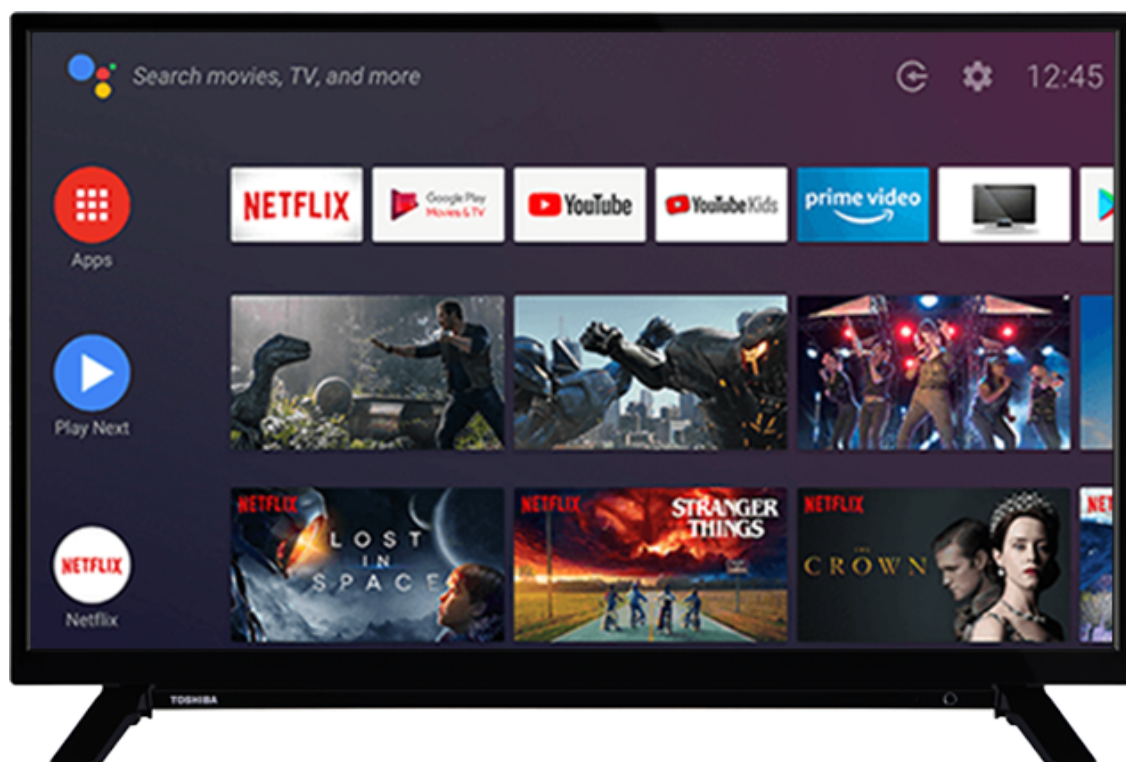 Search movies, TV, and more
12:45
NETFLIX
Google Play
Movies & TV
YouTube
YouTube Kids
prime video
Apps
Play Next
NETFLIX
LOST
IN
SPACE
NETFLIX
STRANGER
THINGS
NETFLIX
THE
CROWN
NETFLIX
Netflix
TOSHIBA